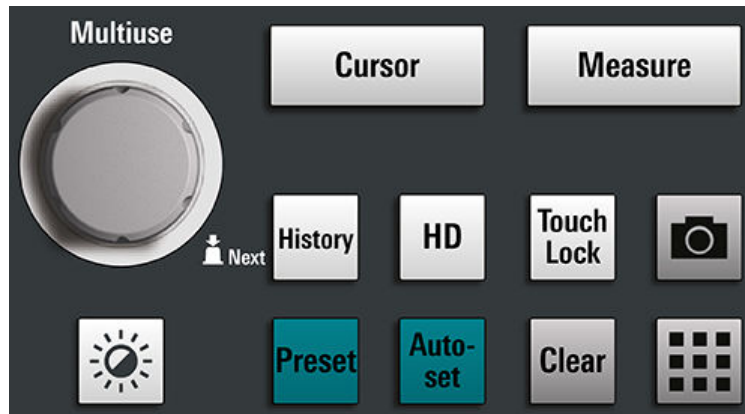 Multiuse
Cursor
Measure
Next
History
HD
Touch
Lock
Preset
Auto-
set
Clear